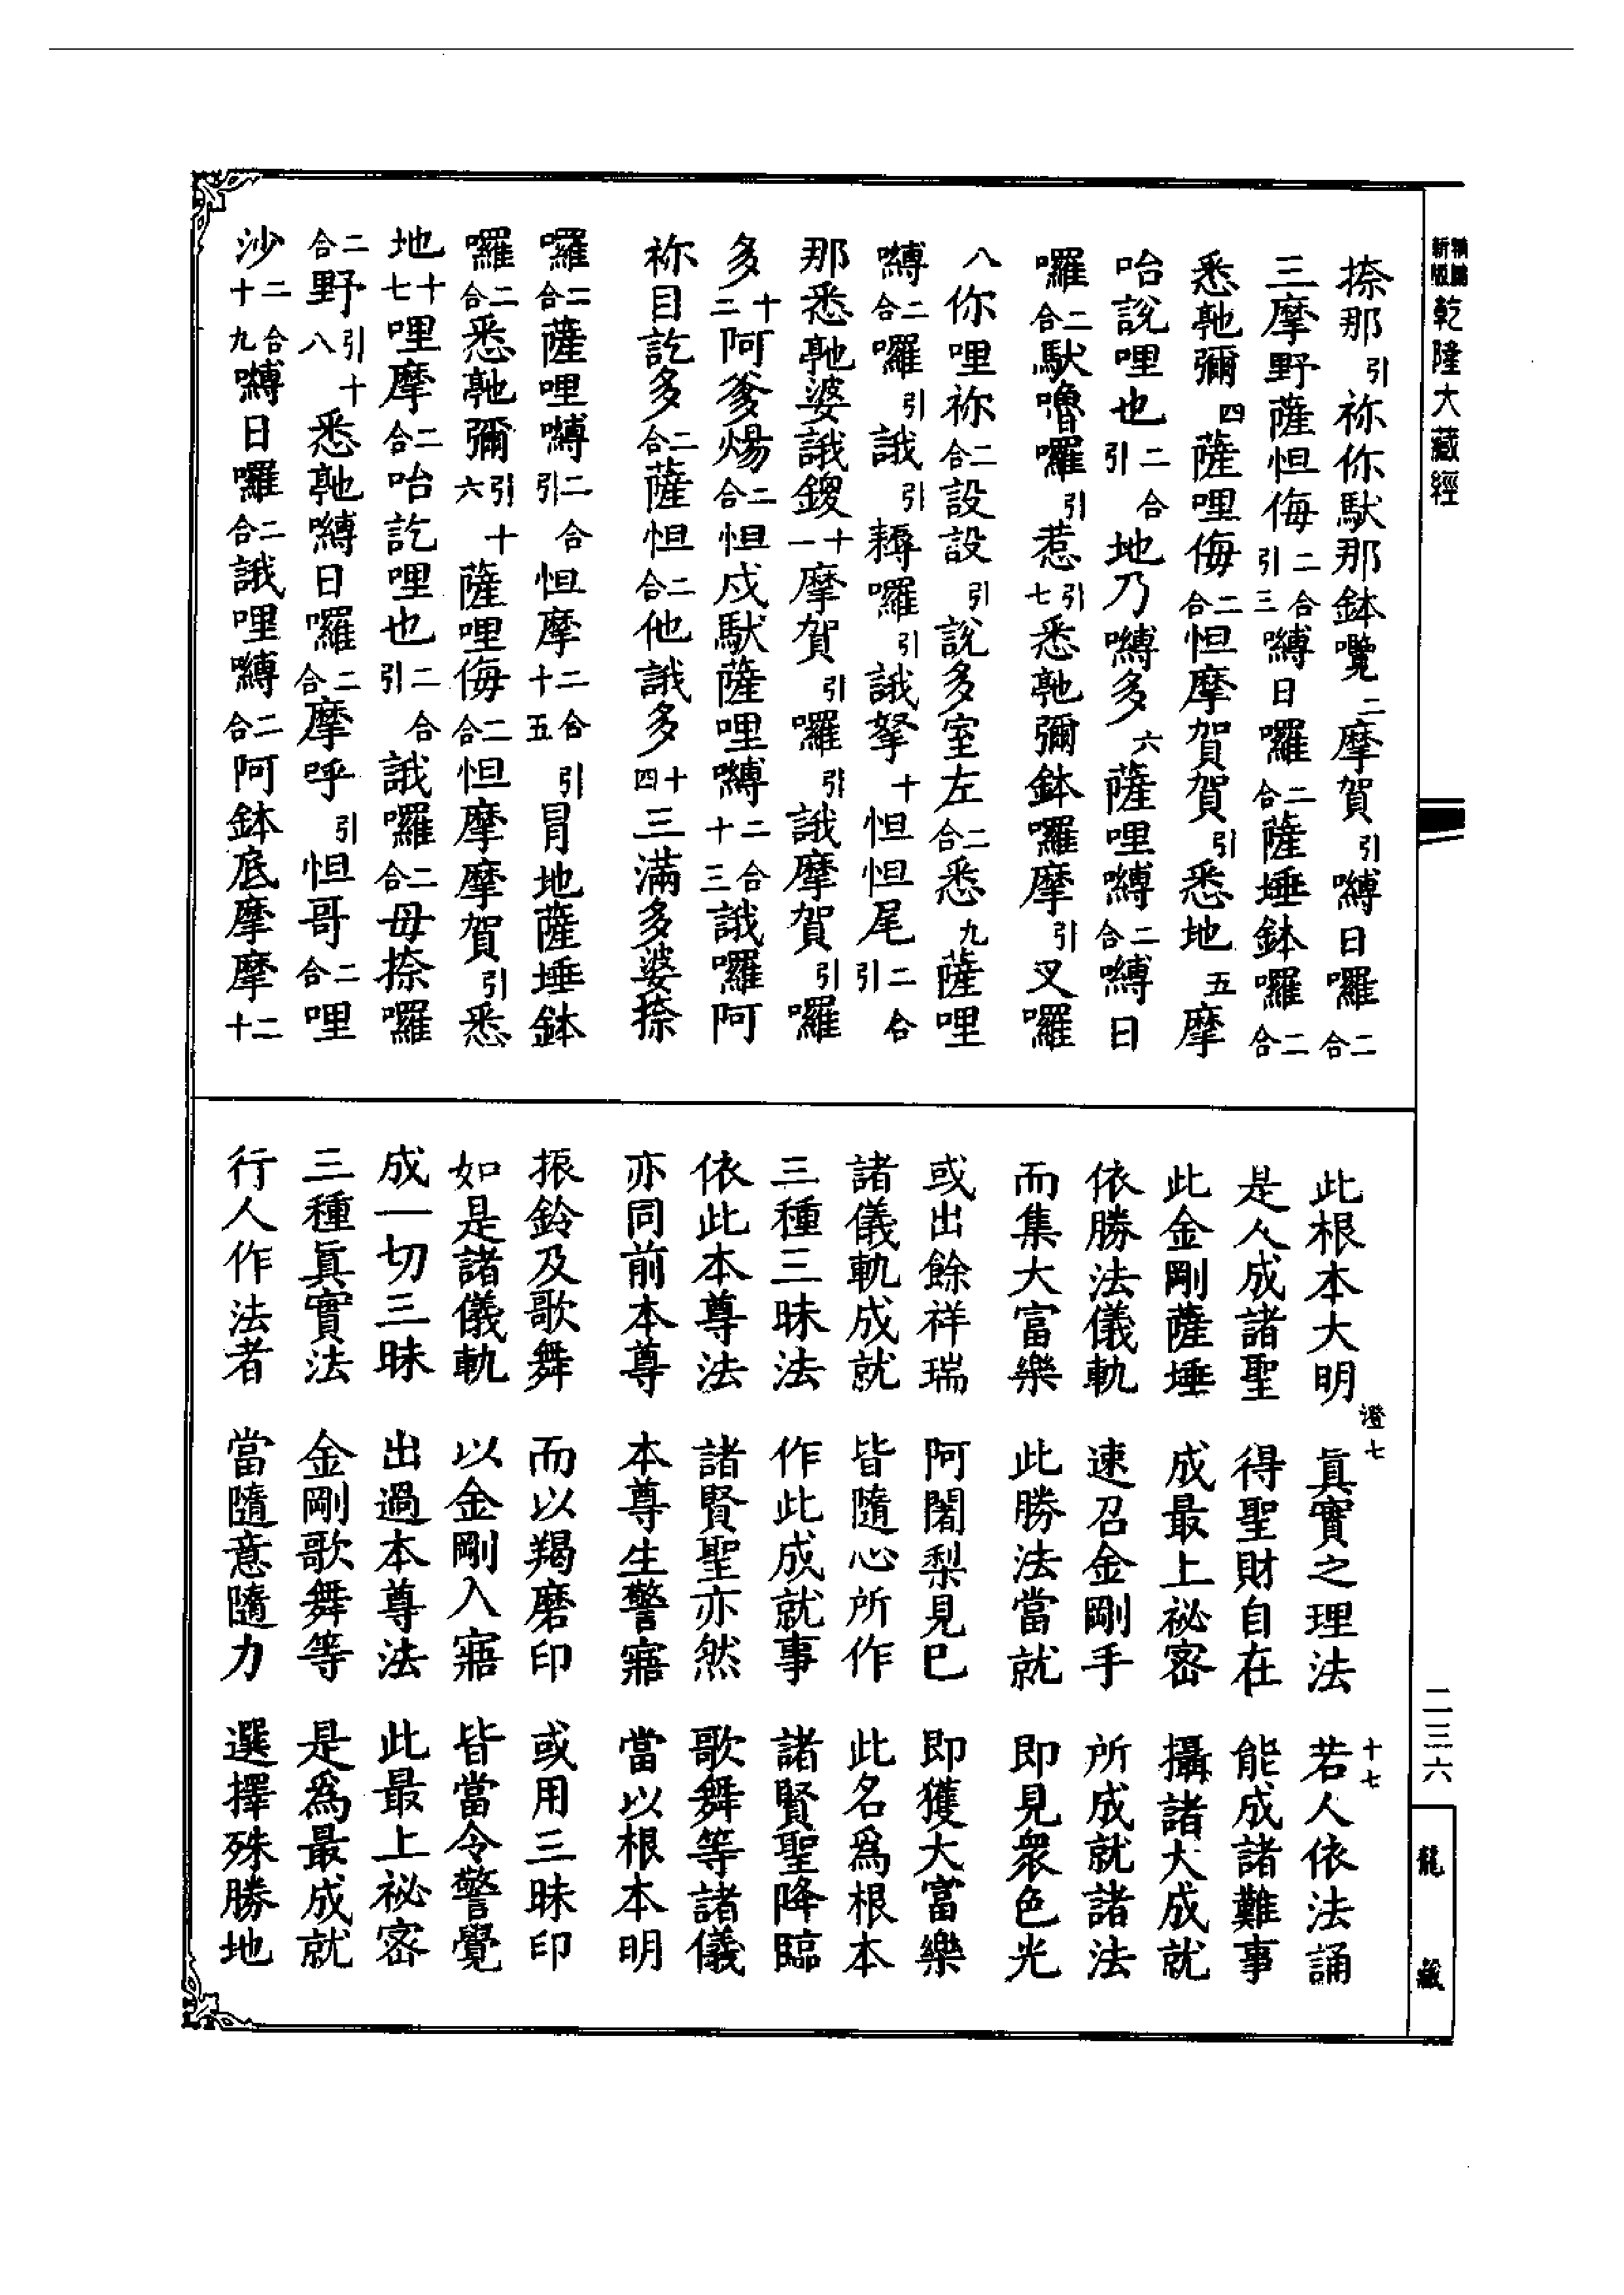 乾隆大藏經
捺那引祢你馱那鉢囕二摩賀引嚩日囉二合
三摩野薩怛侮二合引三嚩日囉二合薩埵鉢囉二合
悉馳彌四薩哩侮二合怛摩賀賀引悉地五摩
咍說哩也二合引地乃嚩多六薩哩嚩二合嚩日
囉二合馱嚕囉引惹引七悉馳彌鉢囉摩引叉囉
八你哩祢二合設設引說多室左二合悉九薩哩
嚩二合囉引誐引耨囉引誐拏十怛怛尾二合引
那悉馳婆誐鑁十一摩賀引囉引誐摩賀引囉
多十二阿爹煬二合怛戍馱薩哩嚩二合十三誐囉阿
祢目訖多二合薩怛二合他誐多十四三滿多婆捺
囉二合薩哩嚩二合引怛摩二合十五引冐地薩埵鉢
囉二合悉馳彌引十六薩哩侮二合怛摩摩賀引悉
地十七哩摩二合咍訖哩也二合引誐囉二合毋捺囉
二合野引十八悉馳嚩日囉二合摩呼引怛哥二合哩
沙二合十九嚩日囉二合誐哩嚩二合阿鉢底摩摩二十
此根本大明 真實之理法 若人依法誦
是人成諸聖 得聖財自在 能成諸難事
此金剛薩埵 成最上祕密 攝諸大成就
依勝法儀軌 速召金剛手 所成就諸法
而集大富樂 此勝法當就 即見衆色光
或出餘祥瑞 阿闍梨見巳 即獲大富樂
諸儀軌成就 皆隨心所作 此名爲根本
三種三昧法 作此成就事 諸賢聖降臨
依此本尊法 諸賢聖亦然 歌舞等諸儀
亦同前本尊 本尊生警寤 當以根本明
振鈴及歌舞 而以羯磨印 或用三昧印
如是諸儀軌 以金剛入寤 皆當令警覺
成一切三昧 出過本尊法 此最上祕密
三種眞實法 金剛歌舞等 是爲最成就
行人作法者 當隨意隨力 選擇殊勝地
澄七
十七
二三六
龍藏